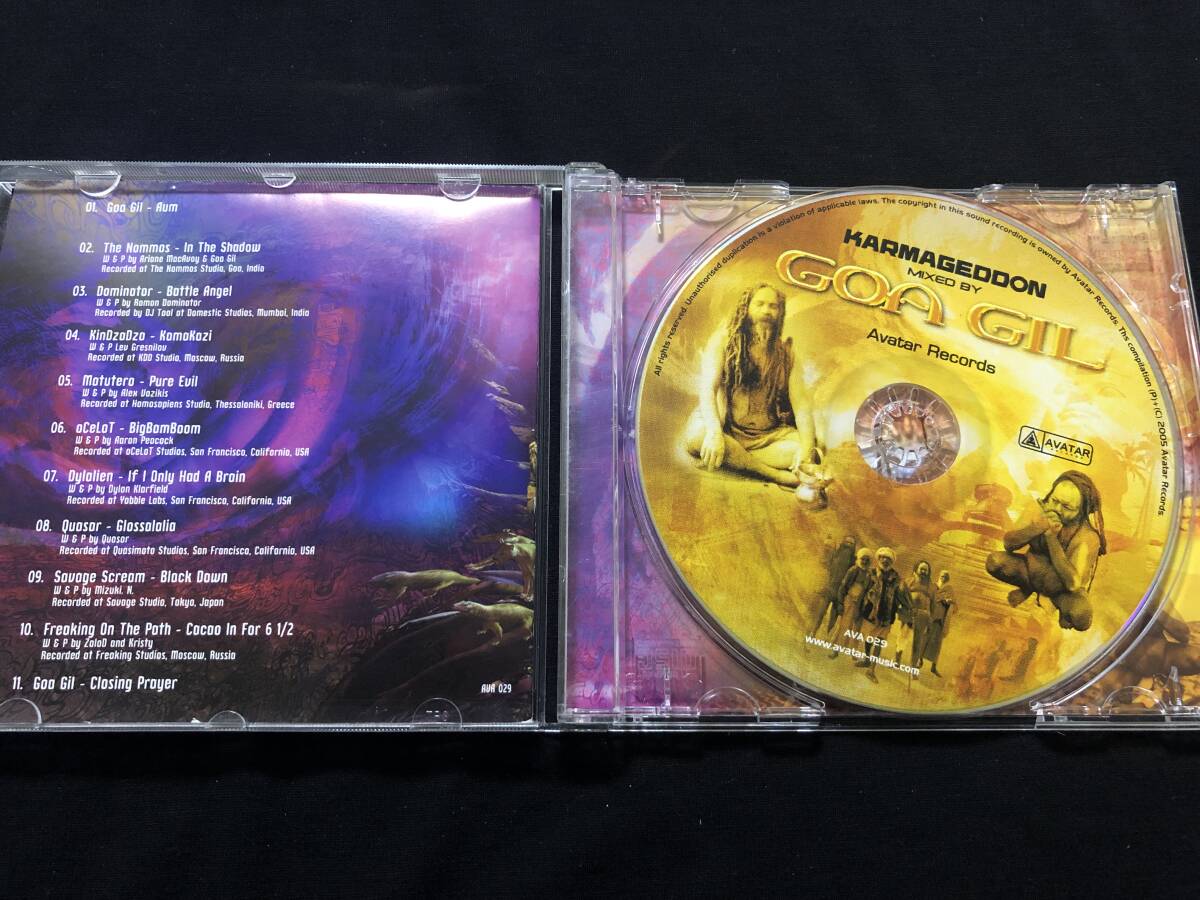 01. Goa Gil - Aum
02. The Nommos - In The Shadow
W & P by Ariane MacAvoy & Goa Gil
Recorded at The Nommos Studio, Goa, India
03. Dominator - Battle Angel
W & P by Roman Dominator
Recorded by DJ Tool at Domestic Studios, Mumbai, India
04. KinDzaDza - KamaKazi
W & P Lev Gresnilov
Recorded at KDD Studio, Moscow, Russia
05. Matutero - Pure Evil
W & P by Alex Vazikis
Recorded at Homosapiens Studio, Thessaloniki, Greece
06. oCeLoT - BigBomBoom
W & P by Aaron Peacock
Recorded at oCeLoT Studios, San Francisco, California, USA
07. Dylalien - If I Only Had A Brain
W & P by Dylan Klarfield
Recorded at Yobble Labs, San Francisco, California, USA
08. Quasar - Glossolalia
W & P by Quasar
Recorded at Quasimoto Studios, San Francisco, California, USA
09. Savage Scream - Black Dawn
W & P by Mizuki. N.
Recorded at Savage Studio, Tokyo, Japan
10. Freaking On The Path - Cacao In For 6 1/2
W & P by ZolaD and Kristy
Recorded at Freaking Studios, Moscow, Russia
11. Goa Gil - Closing Prayer
AVA 029
All rights reserved. Unauthorised duplication is a violation of applicable laws. The copyright in this sound recording is owned by Avatar Records. This compilation (P)+(C) 2005 Avatar Records.
KARMAGEDDON
MIXED BY
GOA GIL
Avatar Records
AVATAR
RECORDS
AVA 029
www.avatar-music.com